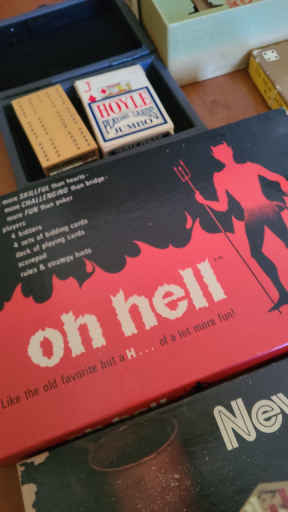 J
HOYLE
PLAYING CARDS
JUMBO
more SKILLFUL than hearts -
more CHALLENGING than bridge -
more FUN than poker
players
4 bidders
4 sets of bidding cards
deck of playing cards
scorepad
rules & strategy hints
oh hell
TM
Like the old favorite but a H... of a lot more fun!
New